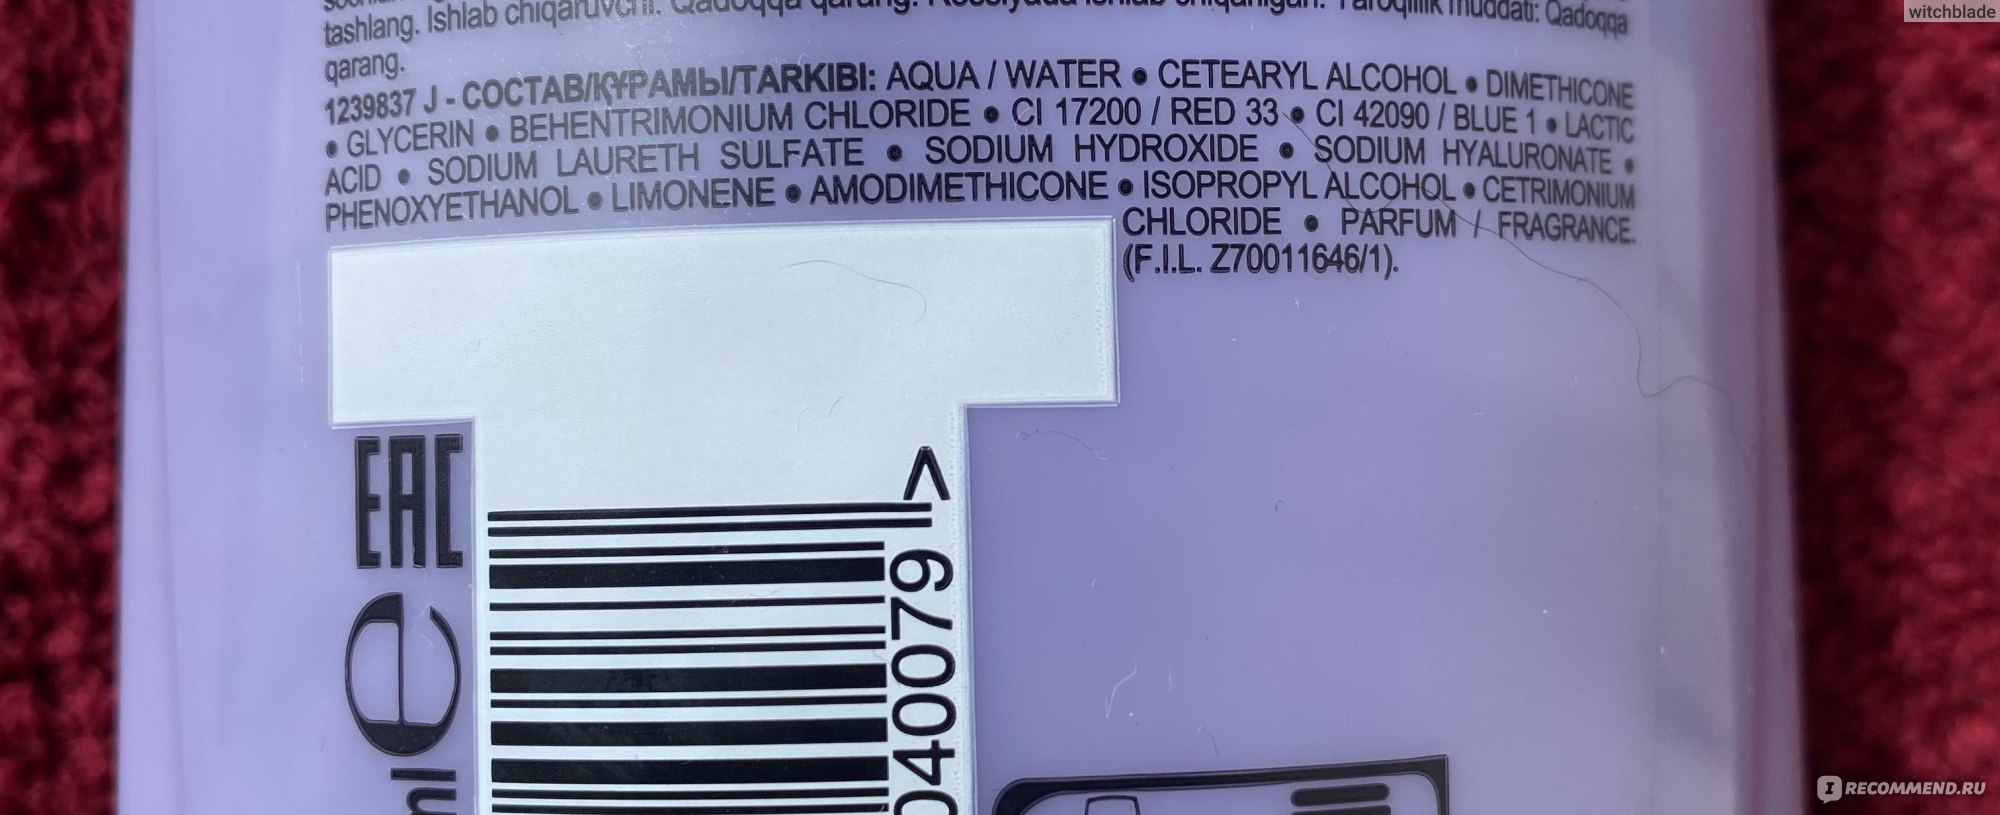 witchblade
tashlang. Ishlab chiqaruvchi: Qadoqqa qarang. Rossiyada ishlab chiqarilgan. Yaroqlilik muddati: Qadoqqa
qarang.
1239837 J - СОСТАВ/ҚҰРАМЫ/TARKIBI: AQUA / WATER • CETEARYL ALCOHOL • DIMETHICONE
• GLYCERIN • BEHENTRIMONIUM CHLORIDE • CI 17200 / RED 33 • CI 42090 / BLUE 1 • LACTIC
ACID • SODIUM LAURETH SULFATE • SODIUM HYDROXIDE • SODIUM HYALURONATE •
PHENOXYETHANOL • LIMONENE • AMODIMETHICONE • ISOPROPYL ALCOHOL • CETRIMONIUM
CHLORIDE • PARFUM / FRAGRANCE.
(F.I.L. Z70011646/1).
EAC
e
ml
040079 >
IRECOMMEND.RU